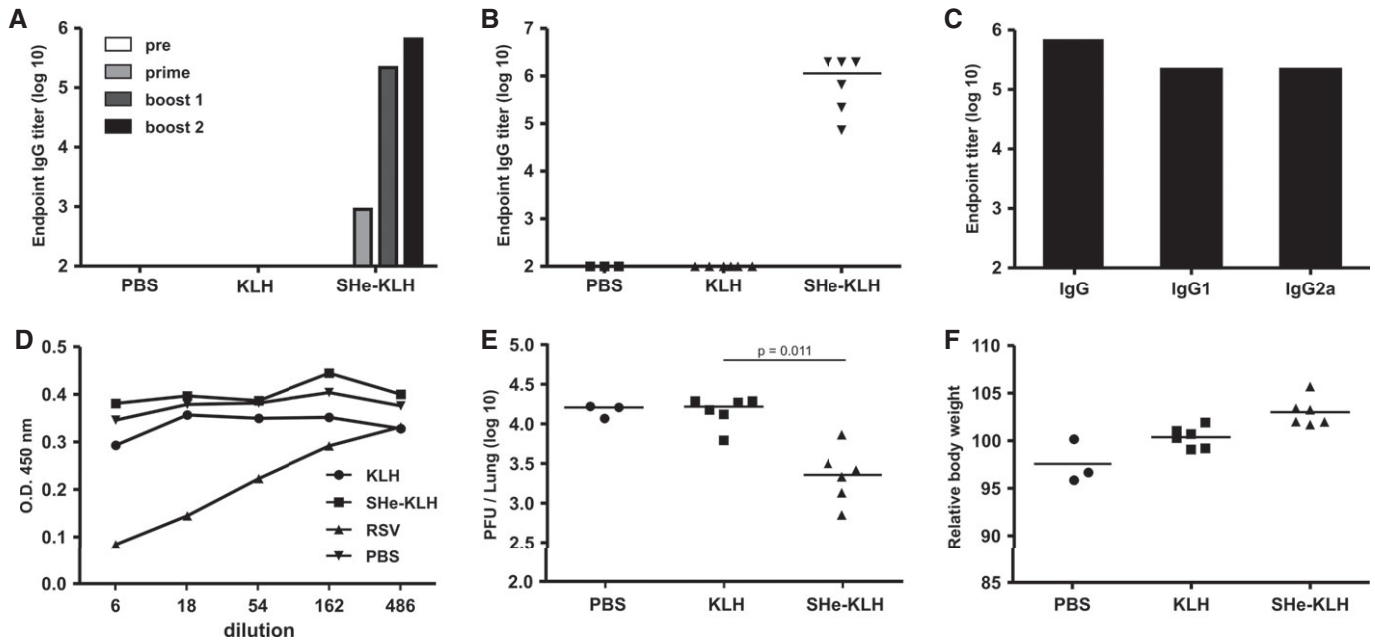 A
Endpoint IgG titer (log 10)
6
5
4
3
2
pre
prime
boost 1
boost 2
PBS
KLH
SHe-KLH
B
Endpoint IgG titer (log 10)
7
6
5
4
3
2
PBS
KLH
SHe-KLH
C
Endpoint titer (log 10)
6
5
4
3
2
IgG
IgG1
IgG2a
D
O.D. 450 nm
0.5
0.4
0.3
0.2
0.1
0.0
KLH
SHe-KLH
RSV
PBS
6
18
54
162
486
dilution
E
PFU / Lung (log 10)
5.0
4.5
4.0
3.5
3.0
2.5
2.0
p = 0.011
PBS
KLH
SHe-KLH
F
Relative body weight
110
105
100
95
90
85
PBS
KLH
SHe-KLH